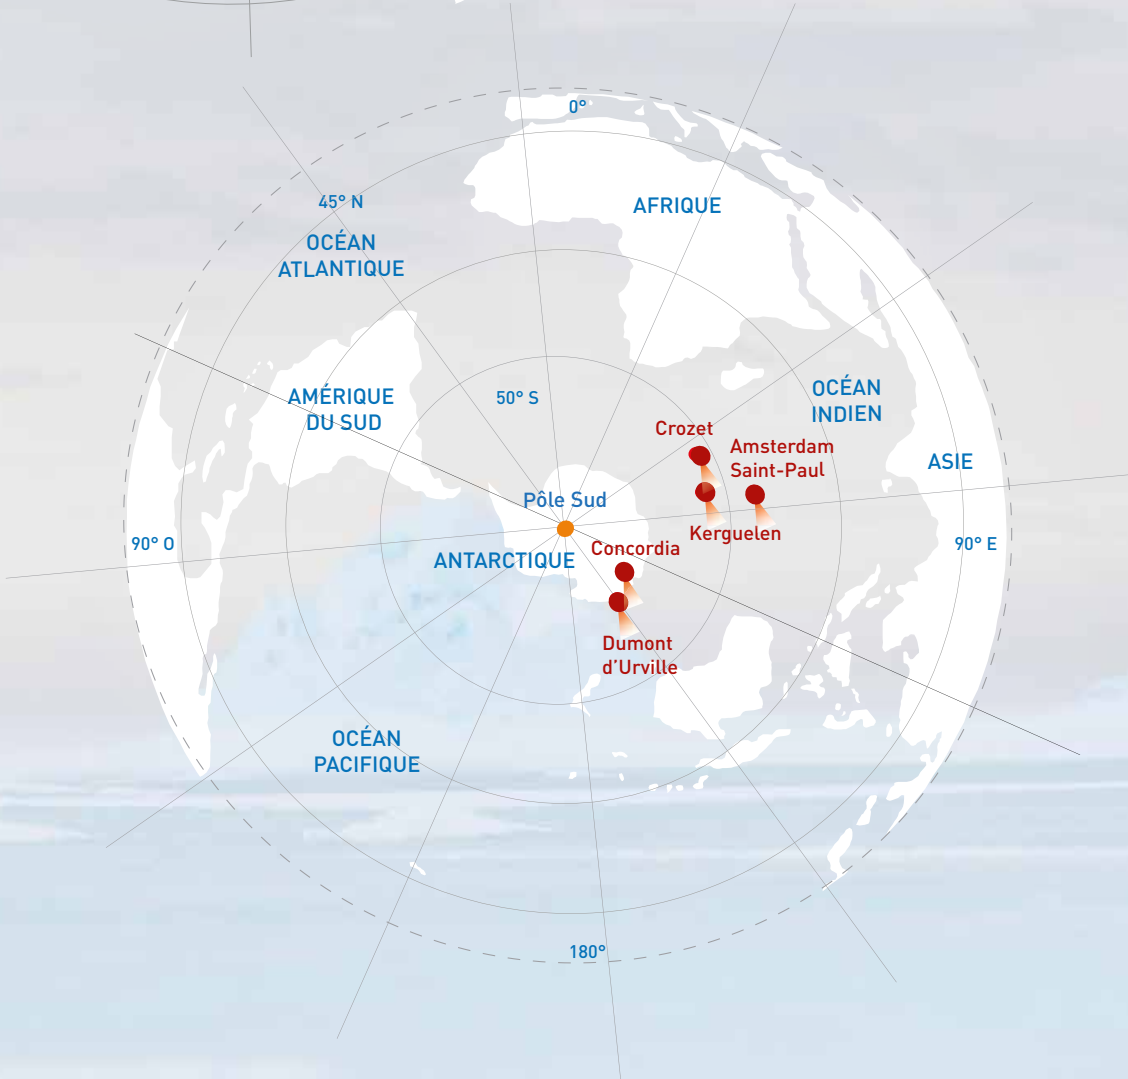 0°
45° N
AFRIQUE
OCÉAN
ATLANTIQUE
AMÉRIQUE
DU SUD
50° S
OCÉAN
INDIEN
Crozet
Amsterdam
Saint-Paul
ASIE
Pôle Sud
Kerguelen
90° O
90° E
Concordia
ANTARCTIQUE
Dumont
d'Urville
OCÉAN
PACIFIQUE
180°